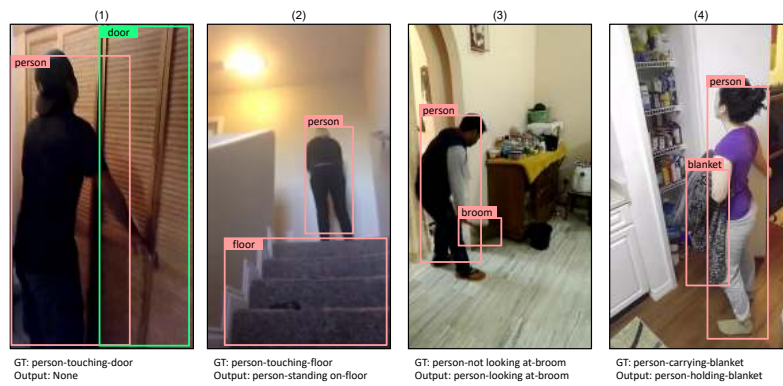 (1)
(2)
(3)
(4)
door
person
person
floor
person
broom
person
blanket
GT: person-touching-door
Output: None
GT: person-touching-floor
Output: person-standing on-floor
GT: person-not looking at-broom
Output: person-looking at-broom
GT: person-carrying-blanket
Output: person-holding-blanket